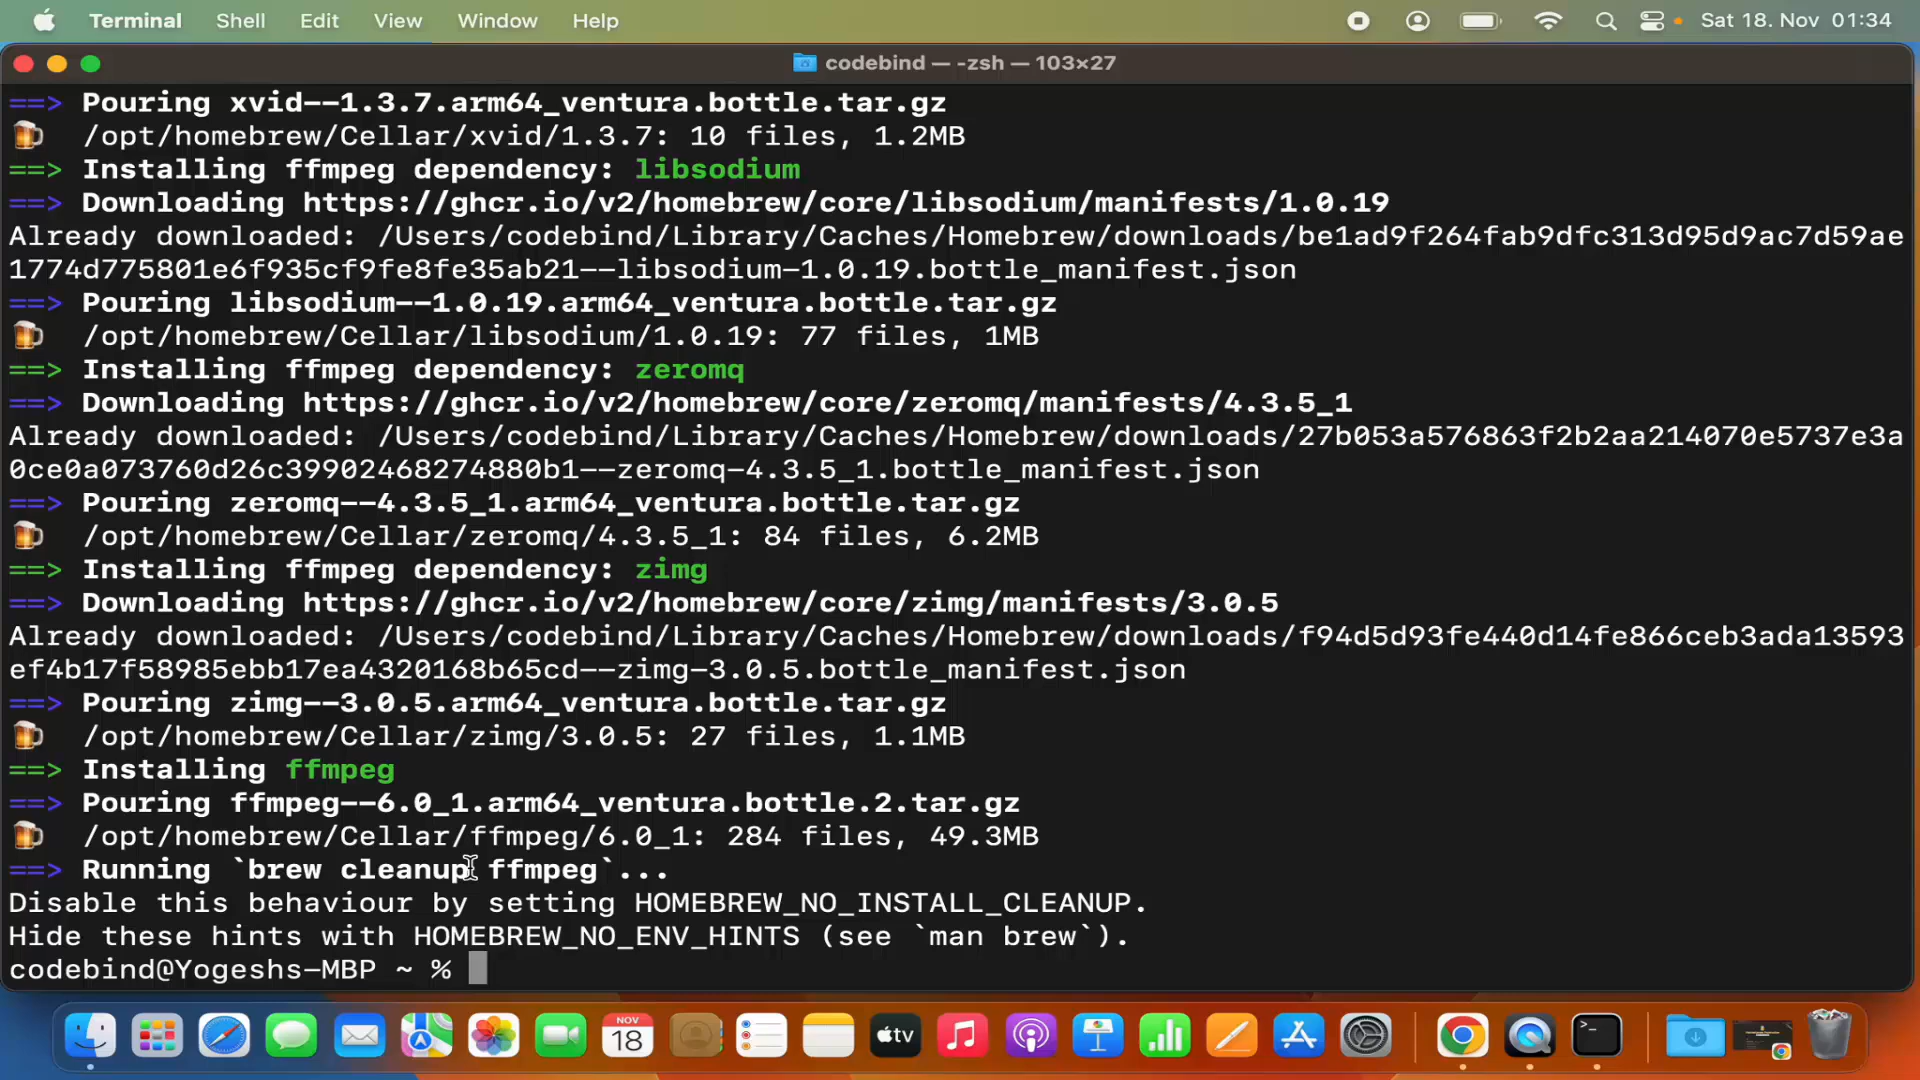 Terminal Shell Edit View Window Help Sat 18. Nov 01:34
codebind — -zsh — 103×27
==> Pouring xvid--1.3.7.arm64_ventura.bottle.tar.gz
🍺 /opt/homebrew/Cellar/xvid/1.3.7: 10 files, 1.2MB
==> Installing ffmpeg dependency: libsodium
==> Downloading https://ghcr.io/v2/homebrew/core/libsodium/manifests/1.0.19
Already downloaded: /Users/codebind/Library/Caches/Homebrew/downloads/be1ad9f264fab9dfc313d95d9ac7d59ae
1774d775801e6f935cf9fe8fe35ab21--libsodium-1.0.19.bottle_manifest.json
==> Pouring libsodium--1.0.19.arm64_ventura.bottle.tar.gz
🍺 /opt/homebrew/Cellar/libsodium/1.0.19: 77 files, 1MB
==> Installing ffmpeg dependency: zeromq
==> Downloading https://ghcr.io/v2/homebrew/core/zeromq/manifests/4.3.5_1
Already downloaded: /Users/codebind/Library/Caches/Homebrew/downloads/27b053a576863f2b2aa214070e5737e3a
0ce0a073760d26c39902468274880b1--zeromq-4.3.5_1.bottle_manifest.json
==> Pouring zeromq--4.3.5_1.arm64_ventura.bottle.tar.gz
🍺 /opt/homebrew/Cellar/zeromq/4.3.5_1: 84 files, 6.2MB
==> Installing ffmpeg dependency: zimg
==> Downloading https://ghcr.io/v2/homebrew/core/zimg/manifests/3.0.5
Already downloaded: /Users/codebind/Library/Caches/Homebrew/downloads/f94d5d93fe440d14fe866ceb3ada13593
ef4b17f58985ebb17ea4320168b65cd--zimg-3.0.5.bottle_manifest.json
==> Pouring zimg--3.0.5.arm64_ventura.bottle.tar.gz
🍺 /opt/homebrew/Cellar/zimg/3.0.5: 27 files, 1.1MB
==> Installing ffmpeg
==> Pouring ffmpeg--6.0_1.arm64_ventura.bottle.2.tar.gz
🍺 /opt/homebrew/Cellar/ffmpeg/6.0_1: 284 files, 49.3MB
==> Running `brew cleanup ffmpeg`...
Disable this behaviour by setting HOMEBREW_NO_INSTALL_CLEANUP.
Hide these hints with HOMEBREW_NO_ENV_HINTS (see `man brew`).
codebind@Yogeshs-MBP ~ %
NOV
18
tv
>_